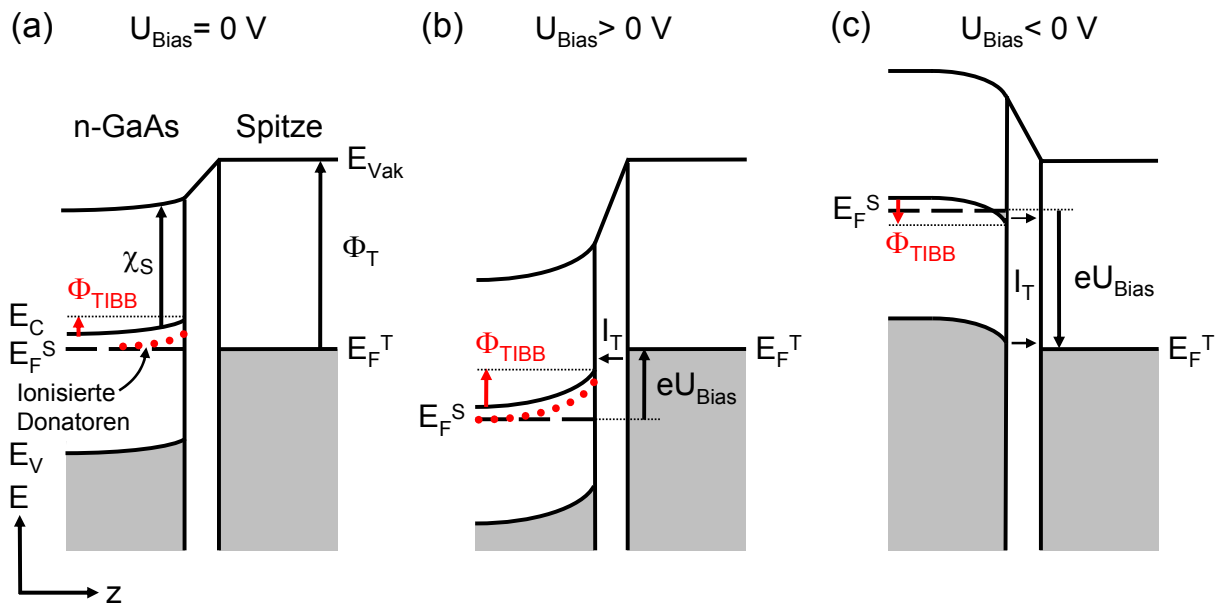 (a)
U_Bias = 0 V
n-GaAs
Spitze
E_Vak
χ_S
Φ_T
Φ_TIBB
E_C
E_F^S
E_F^T
Ionisierte
Donatoren
E_V
E
z
(b)
U_Bias > 0 V
I_T
Φ_TIBB
E_F^T
eU_Bias
E_F^S
(c)
U_Bias < 0 V
E_F^S
Φ_TIBB
I_T
eU_Bias
E_F^T